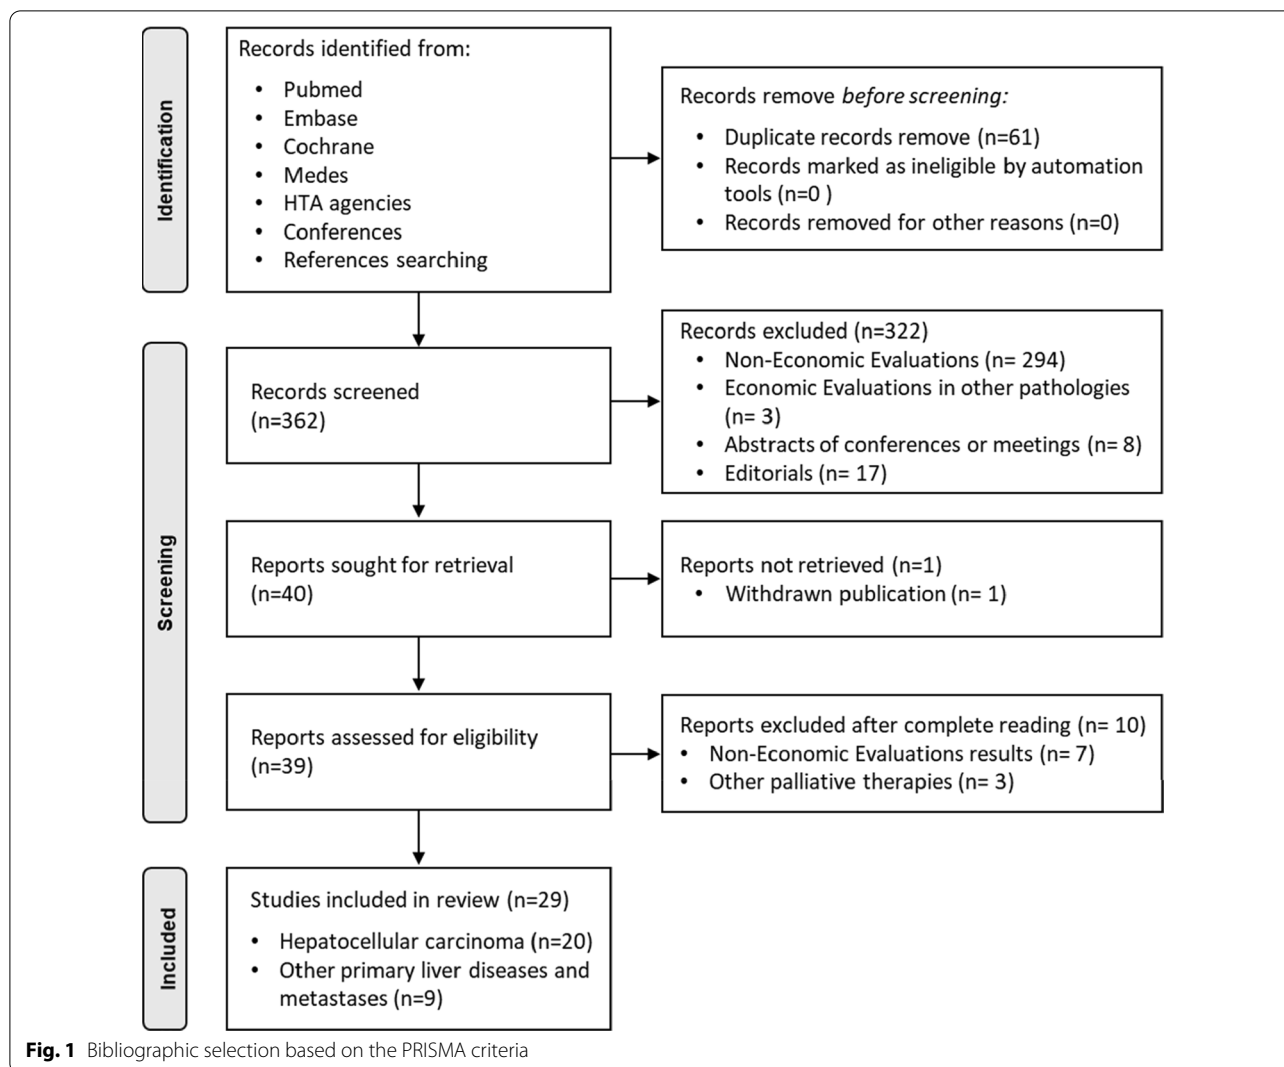 Identification
Records identified from:
• Pubmed
• Embase
• Cochrane
• Medes
• HTA agencies
• Conferences
• References searching
Records remove before screening:
• Duplicate records remove (n=61)
• Records marked as ineligible by automation
tools (n=0 )
• Records removed for other reasons (n=0)
Screening
Records screened
(n=362)
Records excluded (n=322)
• Non-Economic Evaluations (n= 294)
• Economic Evaluations in other pathologies
(n= 3)
• Abstracts of conferences or meetings (n= 8)
• Editorials (n= 17)
Reports sought for retrieval
(n=40)
Reports not retrieved (n=1)
• Withdrawn publication (n= 1)
Reports assessed for eligibility
(n=39)
Reports excluded after complete reading (n= 10)
• Non-Economic Evaluations results (n= 7)
• Other palliative therapies (n= 3)
Included
Studies included in review (n=29)
• Hepatocellular carcinoma (n=20)
• Other primary liver diseases and
metastases (n=9)
Fig. 1 Bibliographic selection based on the PRISMA criteria